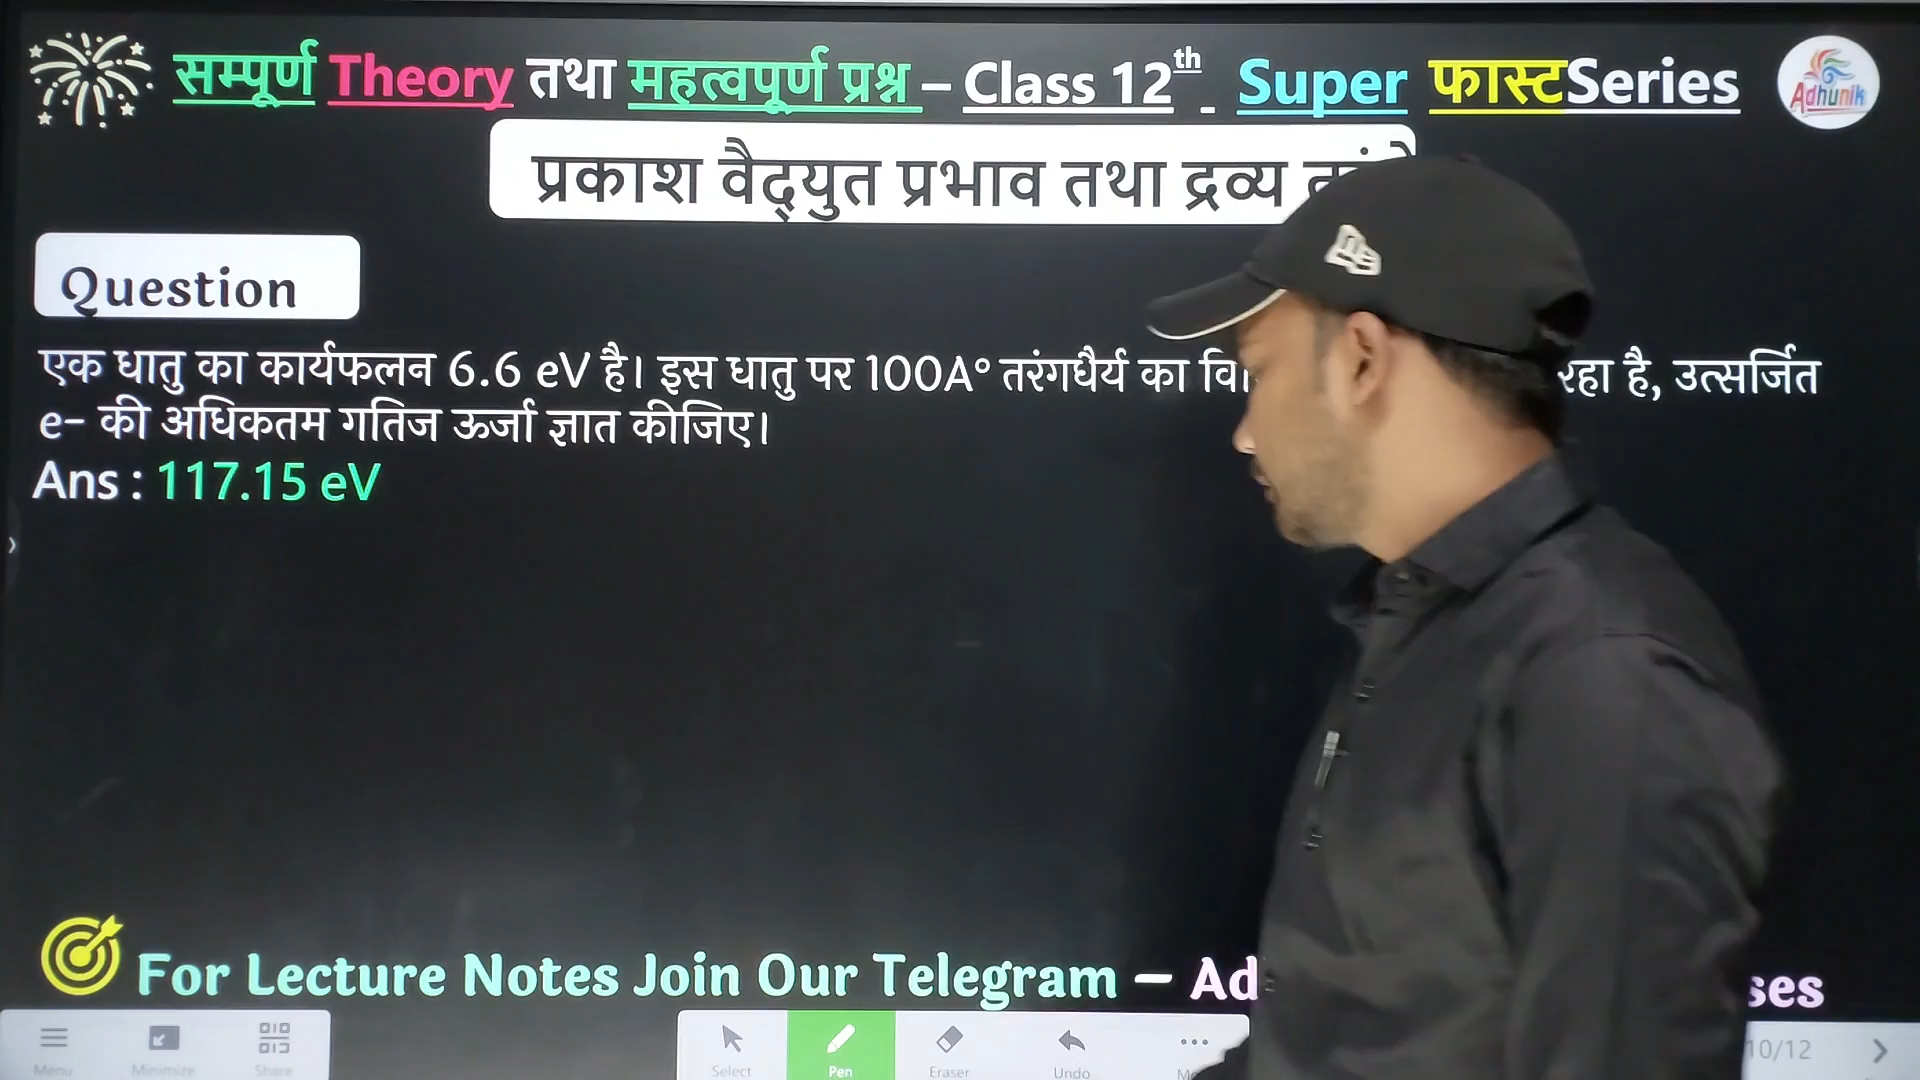 सम्पूर्ण Theory तथा महत्वपूर्ण प्रश्न – Class 12th - Super फास्टSeries
Adhunik
प्रकाश वैद्युत प्रभाव तथा द्रव्य
Question
एक धातु का कार्यफलन 6.6 eV है। इस धातु पर 100A° तरंगधैर्य का रहा है, उत्सर्जित
e- की अधिकतम गतिज ऊर्जा ज्ञात कीजिए।
Ans : 117.15 eV
For Lecture Notes Join Our Telegram –
Menu Minimize Share Select Pen Eraser Undo 10/12